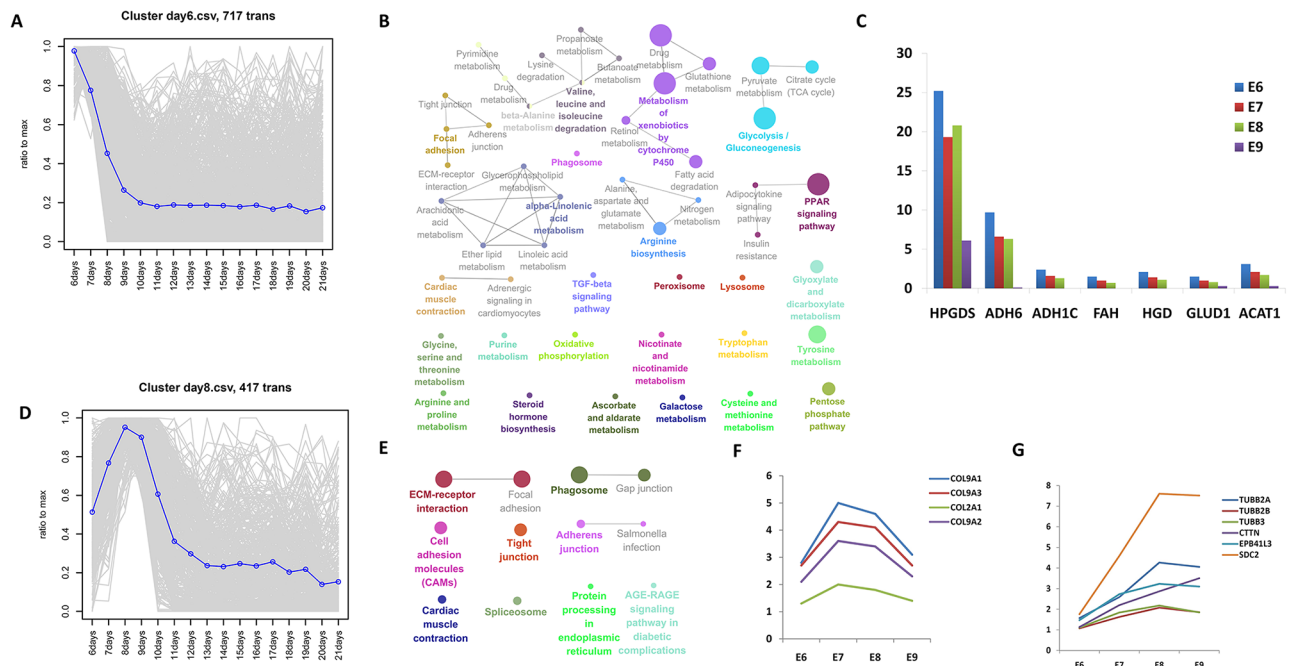 A
Cluster day6.csv, 717 trans
ratio to max
1.0
0.8
0.6
0.4
0.2
0.0
6days
7days
8days
9days
10days
11days
12days
13days
14days
15days
16days
17days
18days
19days
20days
21days
B
Propanoate
metabolism
Pyrimidine
metabolism
Lysine
degradation
Butanoate
metabolism
Drug
metabolism
Valine,
leucine and
isoleucine
degradation
beta-Alanine
metabolism
Tight junction
Focal
adhesion
Adherens
junction
ECM-receptor
interaction
Phagosome
Drug
metabolism
Glutathione
metabolism
Metabolism
of
xenobiotics
by
cytochrome
P450
Retinol
metabolism
Fatty acid
degradation
Pyruvate
metabolism
Citrate cycle
(TCA cycle)
Glycolysis /
Gluconeogenesis
Glycerophospholipid
metabolism
Arachidonic
acid
metabolism
alpha-Linolenic
acid
metabolism
Ether lipid
metabolism
Linoleic acid
metabolism
Alanine,
aspartate and
glutamate
metabolism
Nitrogen
metabolism
Arginine
biosynthesis
Adipocytokine
signaling
pathway
PPAR
signaling
pathway
Insulin
resistance
Cardiac
muscle
contraction
Adrenergic
signaling in
cardiomyocytes
TGF-beta
signaling
pathway
Peroxisome
Lysosome
Glyoxylate
and
dicarboxylate
metabolism
Glycine,
serine and
threonine
metabolism
Purine
metabolism
Oxidative
phosphorylation
Nicotinate
and
nicotinamide
metabolism
Tryptophan
metabolism
Tyrosine
metabolism
Arginine and
proline
metabolism
Steroid
hormone
biosynthesis
Ascorbate
and aldarate
metabolism
Galactose
metabolism
Cysteine and
methionine
metabolism
Pentose
phosphate
pathway
C
30
25
20
15
10
5
0
HPGDS ADH6 ADH1C FAH HGD GLUD1 ACAT1
E6
E7
E8
E9
D
Cluster day8.csv, 417 trans
ratio to max
1.0
0.8
0.6
0.4
0.2
0.0
6days
7days
8days
9days
10days
11days
12days
13days
14days
15days
16days
17days
18days
19days
20days
21days
E
ECM-receptor
interaction
Focal
adhesion
Phagosome
Gap junction
Cell
adhesion
molecules
(CAMs)
Tight
junction
Adherens
junction
Salmonella
infection
Cardiac
muscle
contraction
Spliceosome
Protein
processing
in
endoplasmic
reticulum
AGE-RAGE
signaling
pathway in
diabetic
complications
F
6
5
4
3
2
1
0
E6 E7 E8 E9
COL9A1
COL9A3
COL2A1
COL9A2
G
8
7
6
5
4
3
2
1
0
E6 E7 E8 E9
TUBB2A
TUBB2B
TUBB3
CTTN
EPB41L3
SDC2